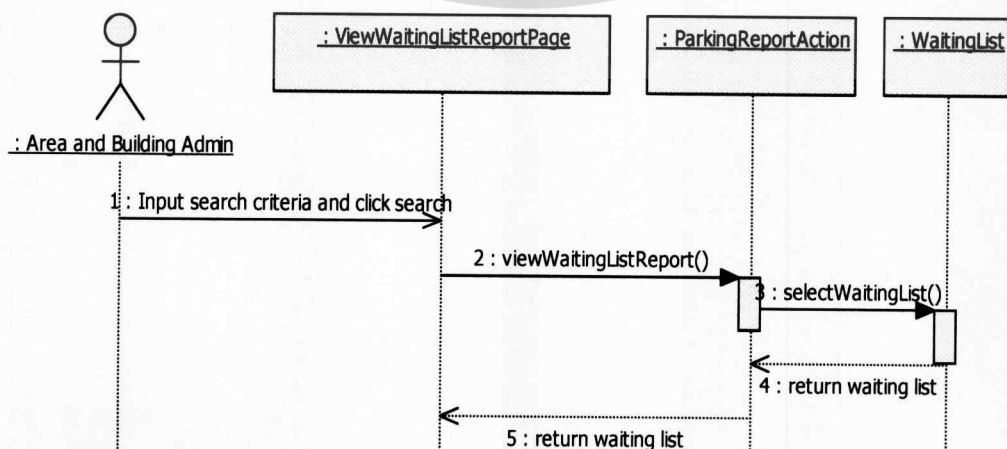 : ViewWaitingListReportPage
: ParkingReportAction
: WaitingList
: Area and Building Admin
1 : Input search criteria and click search
2 : viewWaitingListReport()
3 : selectWaitingList()
4 : return waiting list
5 : return waiting list